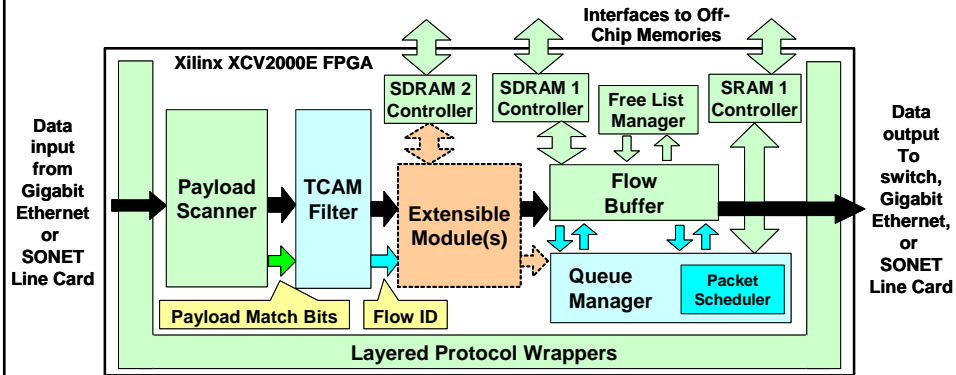 Interfaces to Off-
Chip Memories
Xilinx XCV2000E FPGA
SDRAM 2
Controller
SDRAM 1
Controller
Free List
Manager
SRAM 1
Controller
Data
input
from
Gigabit
Ethernet
or
SONET
Line Card
Payload
Scanner
TCAM
Filter
Extensible
Module(s)
Flow
Buffer
Data
output
To
switch,
Gigabit
Ethernet,
or
SONET
Line Card
Queue
Manager
Packet
Scheduler
Payload Match Bits
Flow ID
Layered Protocol Wrappers